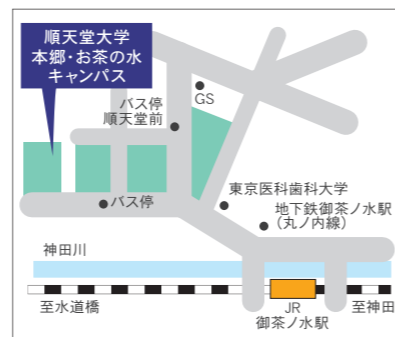 順天堂大学
本郷・お茶の水
キャンパス
GS
バス停
順天堂前
バス停
東京医科歯科大学
地下鉄御茶ノ水駅
（丸ノ内線）
神田川
至水道橋
JR
御茶ノ水駅
至神田